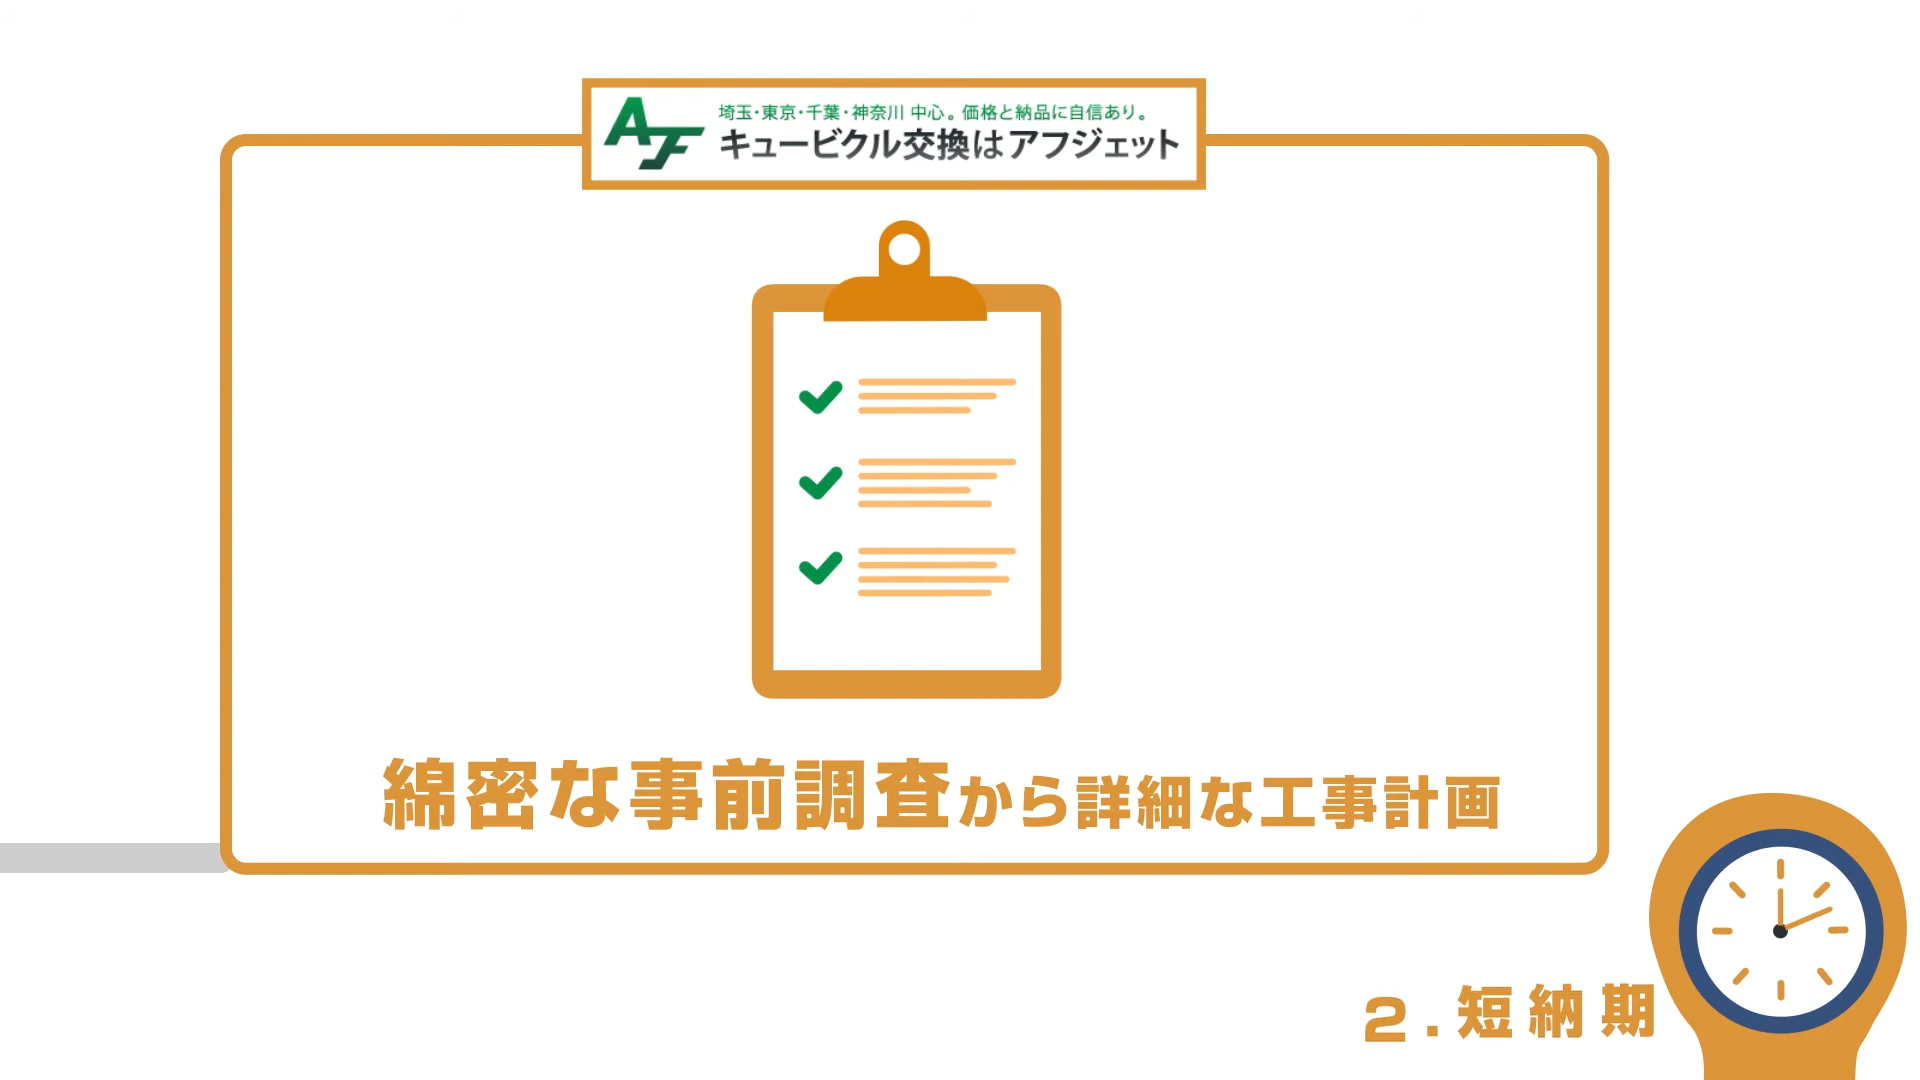 AF
埼玉・東京・千葉・神奈川 中心。価格と納品に自信あり。
キュービクル交換はアフジェット
綿密な事前調査から詳細な工事計画
2.短納期